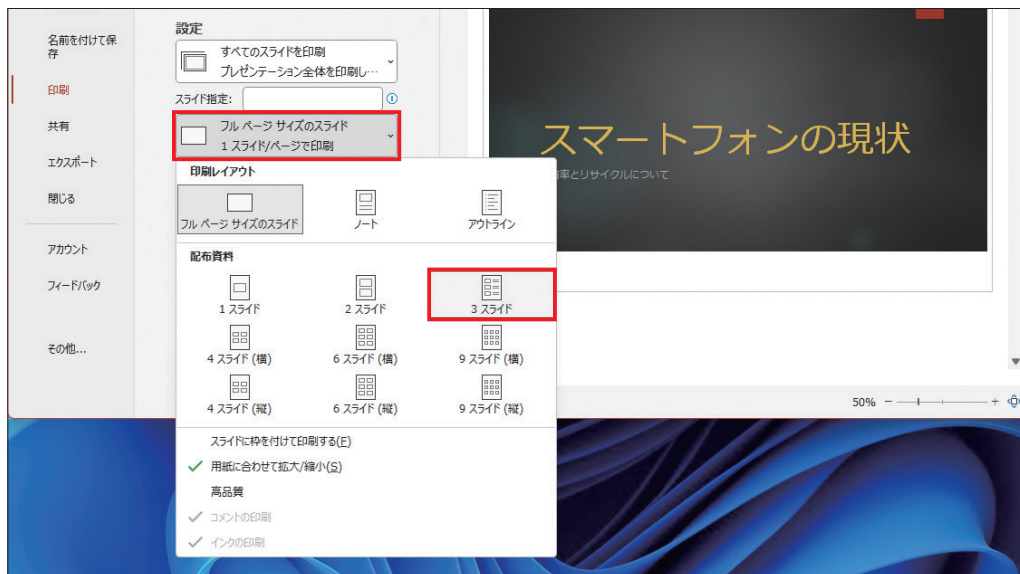 名前を付けて保
存
印刷
共有
エクスポート
閉じる
アカウント
フィードバック
その他...
設定
すべてのスライドを印刷
プレゼンテーション全体を印刷し…
スライド指定:
フル ページ サイズのスライド
1 スライド/ページで印刷
印刷レイアウト
フル ページ サイズのスライド ノート アウトライン
配布資料
1 スライド 2 スライド 3 スライド
4 スライド (横) 6 スライド (横) 9 スライド (横)
4 スライド (縦) 6 スライド (縦) 9 スライド (縦)
スライドに枠を付けて印刷する(F)
用紙に合わせて拡大/縮小(S)
高品質
コメントの印刷
インクの印刷
スマートフォンの現状
率とリサイクルについて
50%